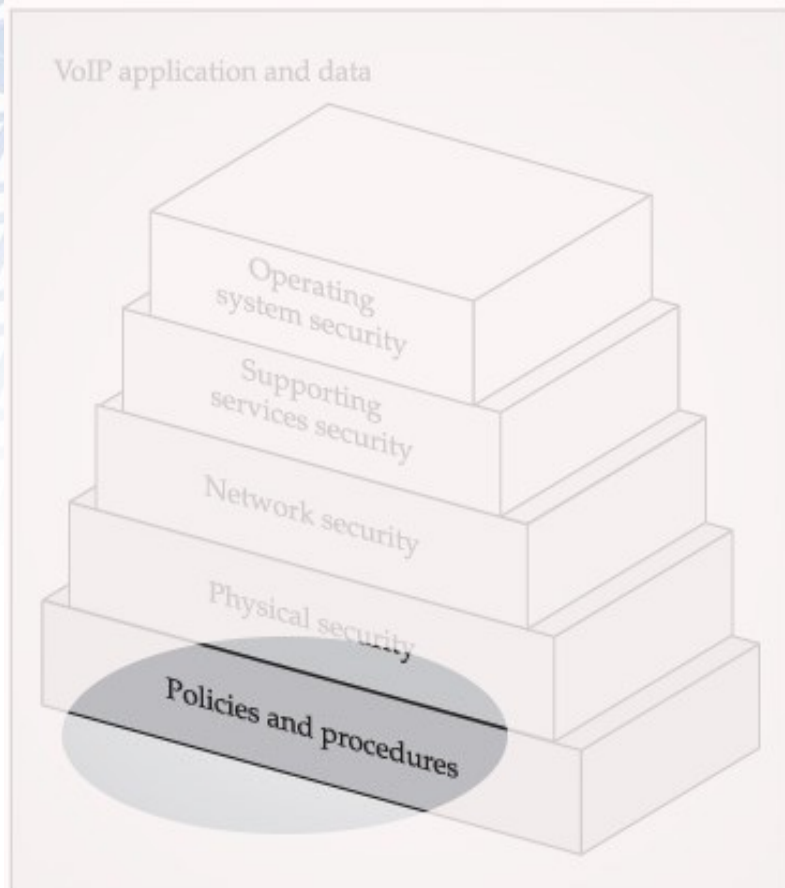 VoIP application and data
Operating
system security
Supporting
services security
Network security
Physical security
Policies and procedures